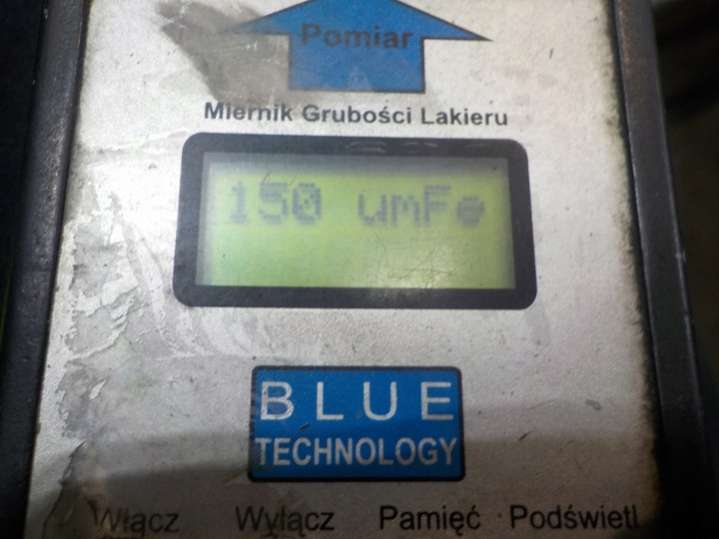 Pomiar
Miernik Grubości Lakieru
150 umFe
BLUE
TECHNOLOGY
Włącz Wyłącz Pamięć Podświetl